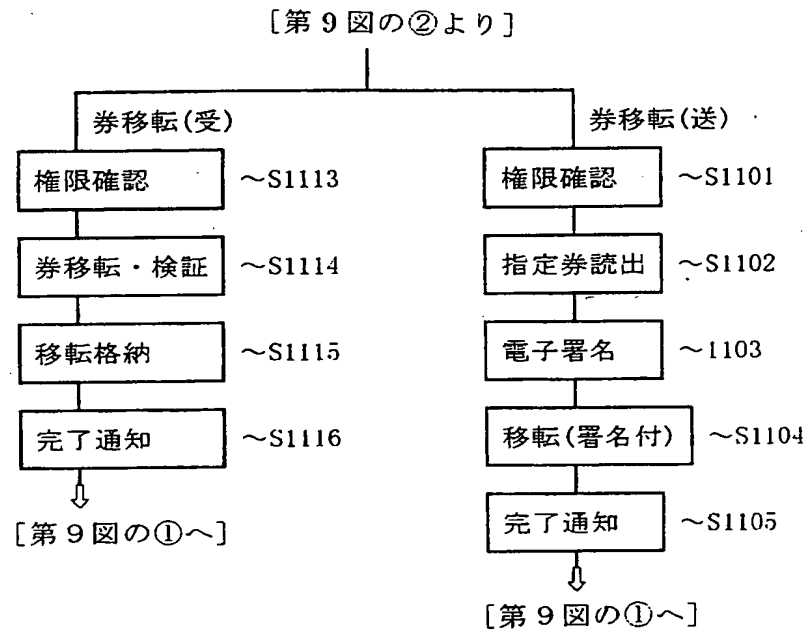 [第9図の②より]
券移転(受)
権限確認 ～S1113
券移転・検証 ～S1114
移転格納 ～S1115
完了通知 ～S1116
[第9図の①へ]
券移転(送)
権限確認 ～S1101
指定券読出 ～S1102
電子署名 ～1103
移転(署名付) ～S1104
完了通知 ～S1105
[第9図の①へ]